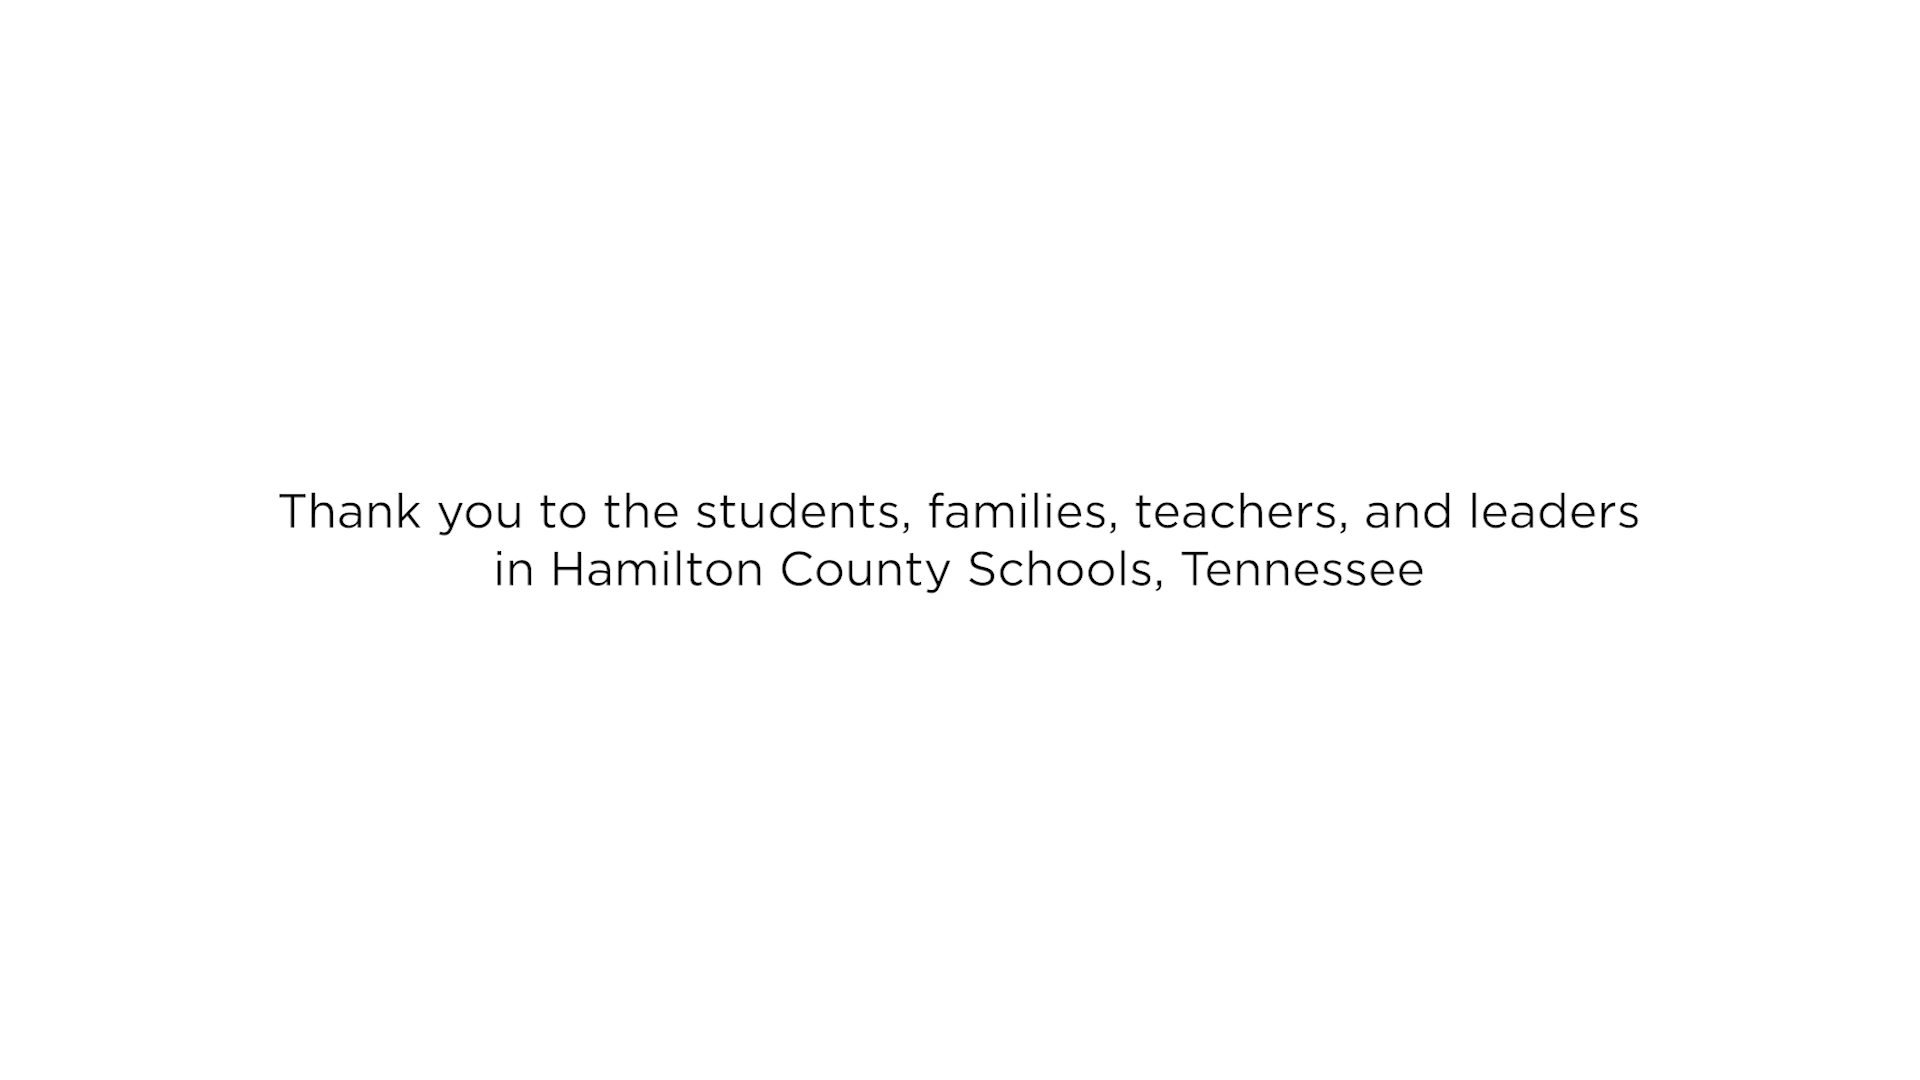 Thank you to the students, families, teachers, and leaders
in Hamilton County Schools, Tennessee